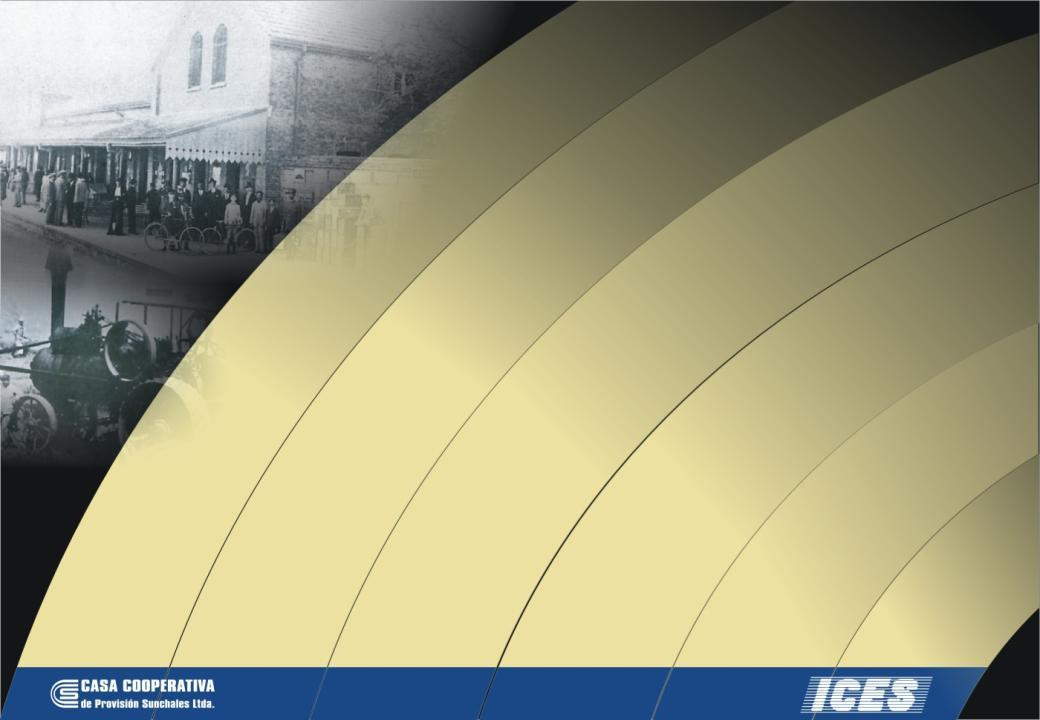 CASA COOPERATIVA
de Provisión Sunchales Ltda.
ICES